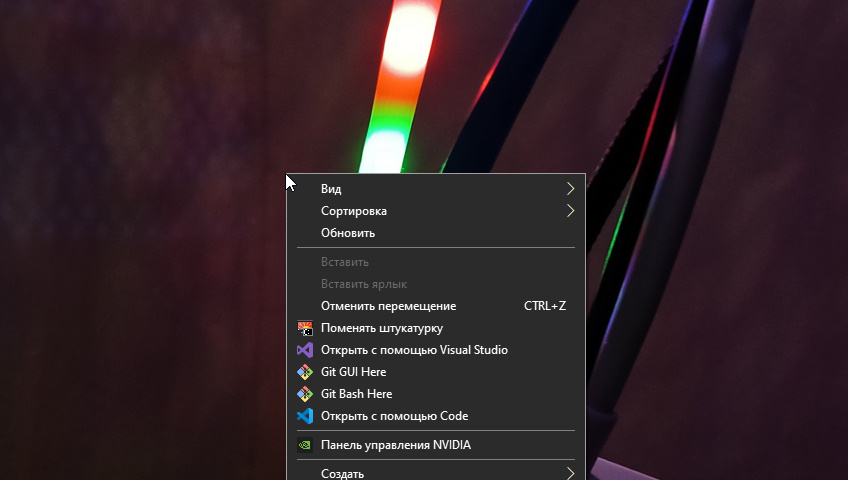 Вид
Сортировка
Обновить
Вставить
Вставить ярлык
Отменить перемещение CTRL+Z
Поменять штукатурку
Открыть с помощью Visual Studio
Git GUI Here
Git Bash Here
Открыть с помощью Code
Панель управления NVIDIA
Создать